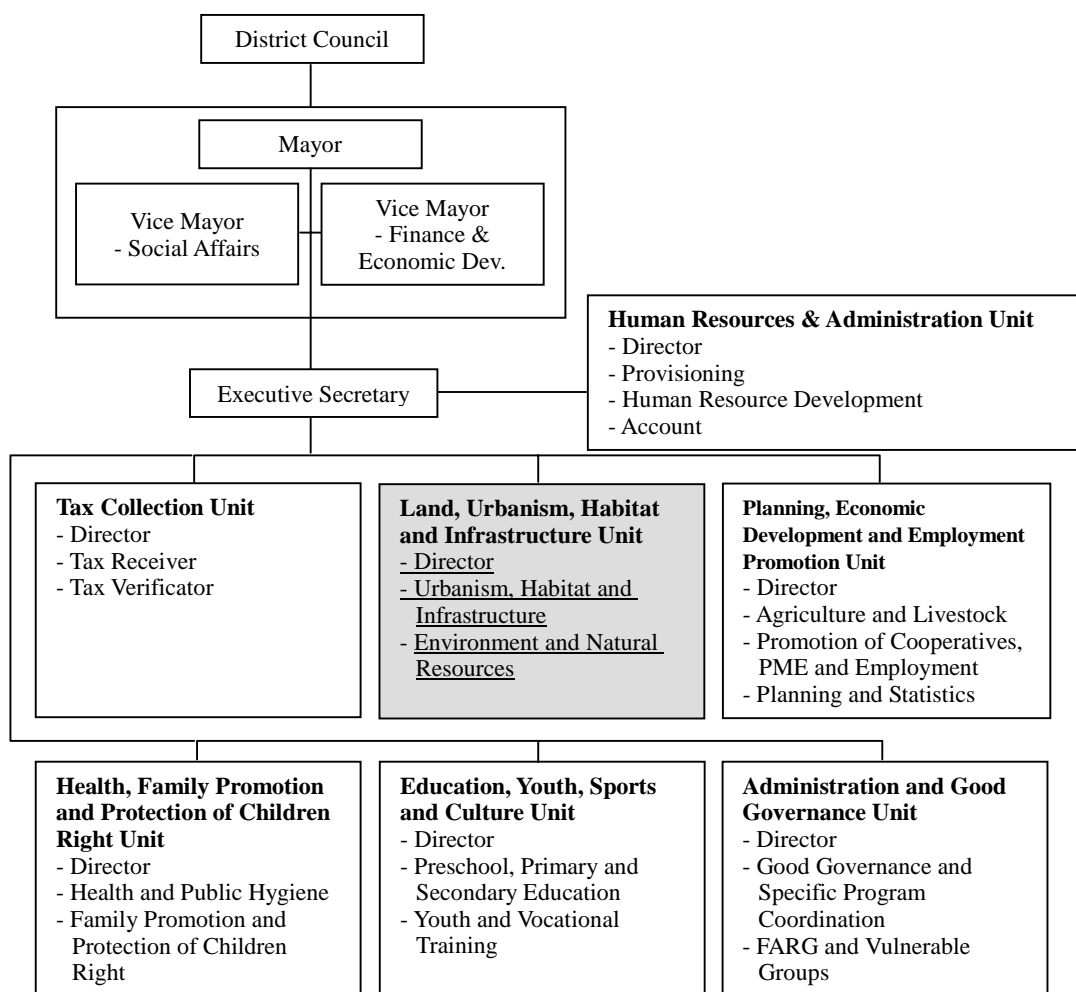 District Council
Mayor
Vice Mayor
- Social Affairs
Vice Mayor
- Finance &
Economic Dev.
Human Resources & Administration Unit
- Director
- Provisioning
- Human Resource Development
- Account
Executive Secretary
Tax Collection Unit
- Director
- Tax Receiver
- Tax Verificator
Land, Urbanism, Habitat
and Infrastructure Unit
- Director
- Urbanism, Habitat and
Infrastructure
- Environment and Natural
Resources
Planning, Economic
Development and Employment
Promotion Unit
- Director
- Agriculture and Livestock
- Promotion of Cooperatives,
PME and Employment
- Planning and Statistics
Health, Family Promotion
and Protection of Children
Right Unit
- Director
- Health and Public Hygiene
- Family Promotion and
Protection of Children
Right
Education, Youth, Sports
and Culture Unit
- Director
- Preschool, Primary and
Secondary Education
- Youth and Vocational
Training
Administration and Good
Governance Unit
- Director
- Good Governance and
Specific Program
Coordination
- FARG and Vulnerable
Groups